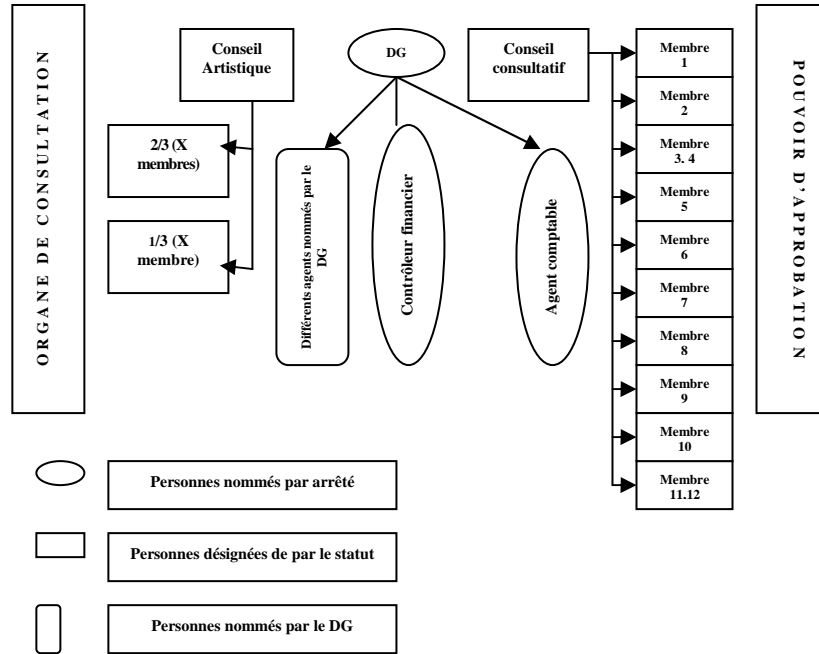 ORGANE DE CONSULTATION
Conseil
Artistique
2/3 (X
membres)
1/3 (X
membre)
DG
Différents agents nommés par le
DG
Contrôleur financier
Agent comptable
Conseil
consultatif
Membre
1
Membre
2
Membre
3. 4
Membre
5
Membre
6
Membre
7
Membre
8
Membre
9
Membre
10
Membre
11.12
POUVOIR D'APPROBATION
Personnes nommés par arrêté
Personnes désignées de par le statut
Personnes nommés par le DG